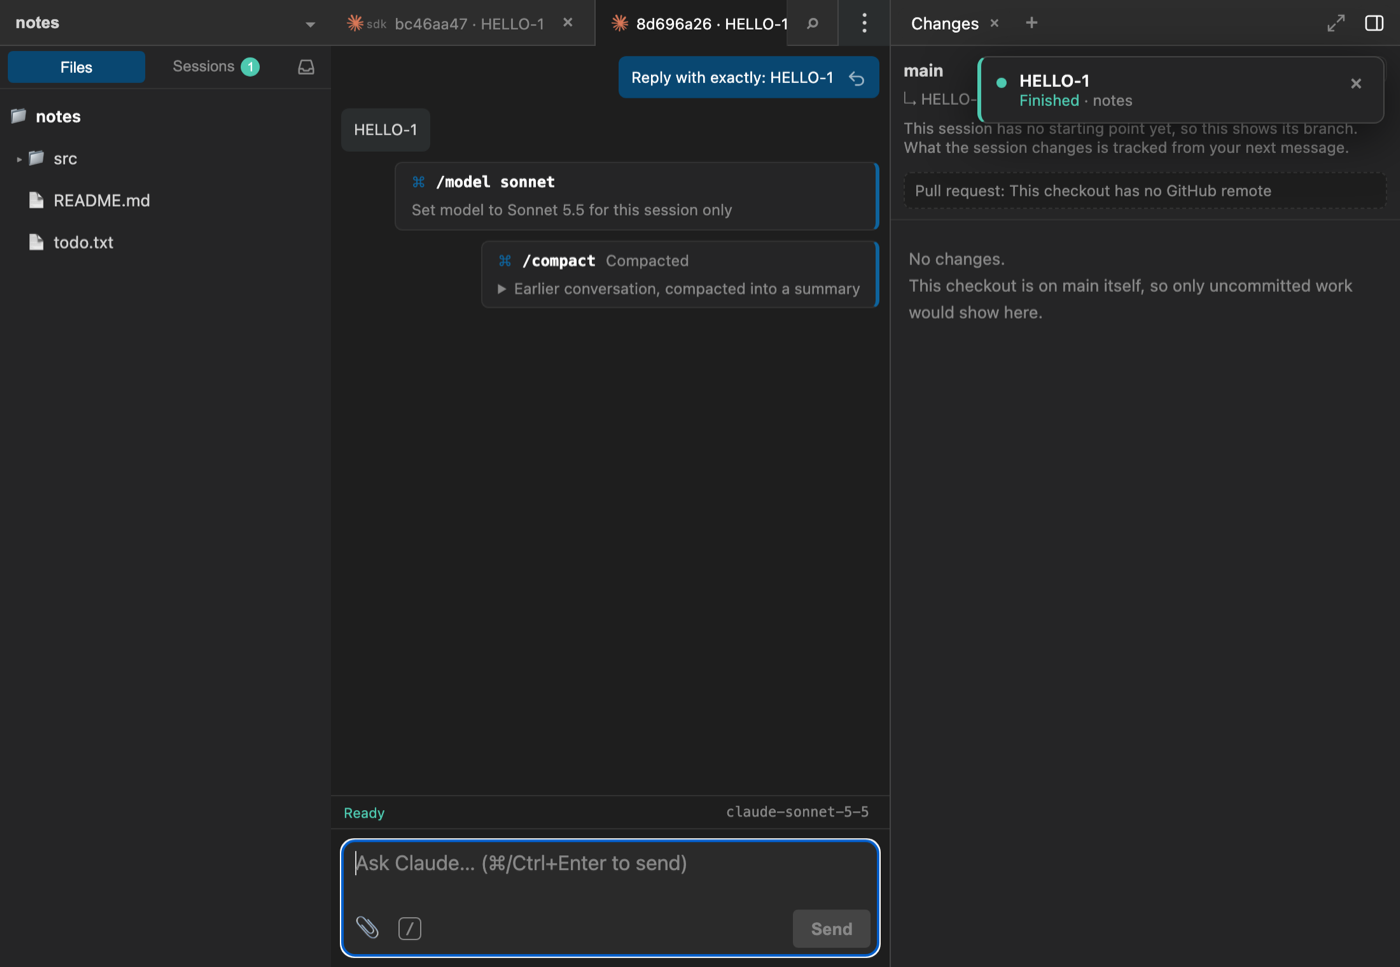 notes
sdk bc46aa47 · HELLO-1
8d696a26 · HELLO-1
Changes
Files
Sessions 1
notes
src
README.md
todo.txt
Reply with exactly: HELLO-1
HELLO-1
/model sonnet
Set model to Sonnet 5.5 for this session only
/compact Compacted
Earlier conversation, compacted into a summary
Ready
claude-sonnet-5-5
Ask Claude... (⌘/Ctrl+Enter to send)
/
Send
main
HELLO-
HELLO-1
Finished · notes
This session has no starting point yet, so this shows its branch.
What the session changes is tracked from your next message.
Pull request: This checkout has no GitHub remote
No changes.
This checkout is on main itself, so only uncommitted work
would show here.